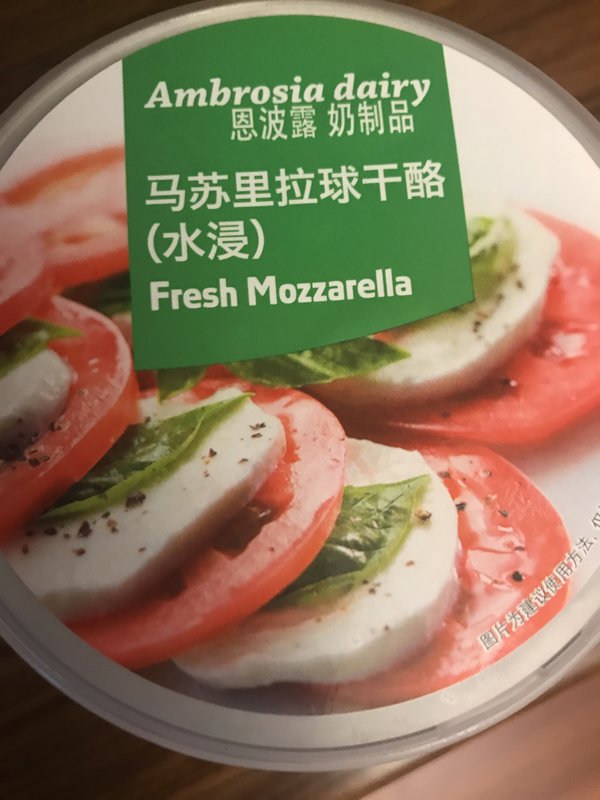 Ambrosia dairy
恩波露 奶制品
马苏里拉球干酪
(水浸)
Fresh Mozzarella
图片为建议使用方法,